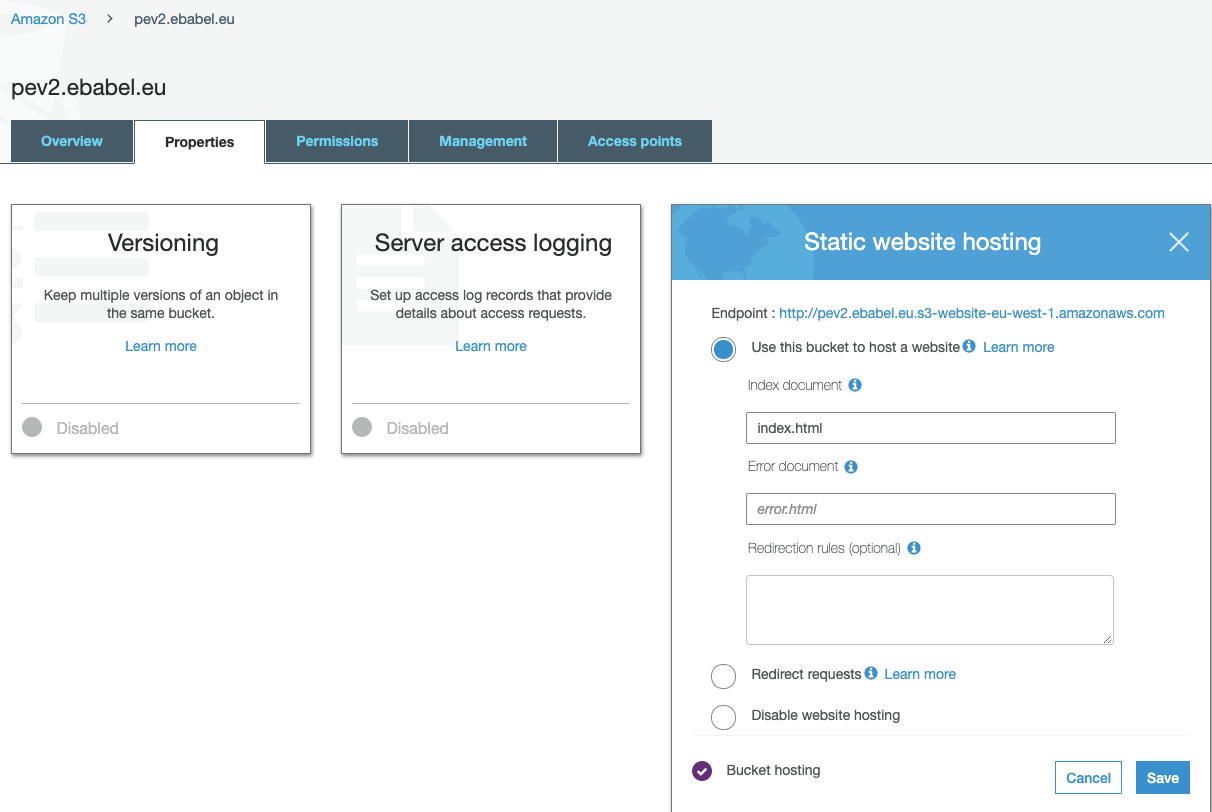 Amazon S3 > pev2.ebabel.eu
pev2.ebabel.eu
Overview Properties Permissions Management Access points
Versioning
Keep multiple versions of an object in
the same bucket.
Learn more
Disabled
Server access logging
Set up access log records that provide
details about access requests.
Learn more
Disabled
Static website hosting
Endpoint : http://pev2.ebabel.eu.s3-website-eu-west-1.amazonaws.com
Use this bucket to host a website Learn more
Index document
index.html
Error document
error.html
Redirection rules (optional)
Redirect requests Learn more
Disable website hosting
Bucket hosting
Cancel Save